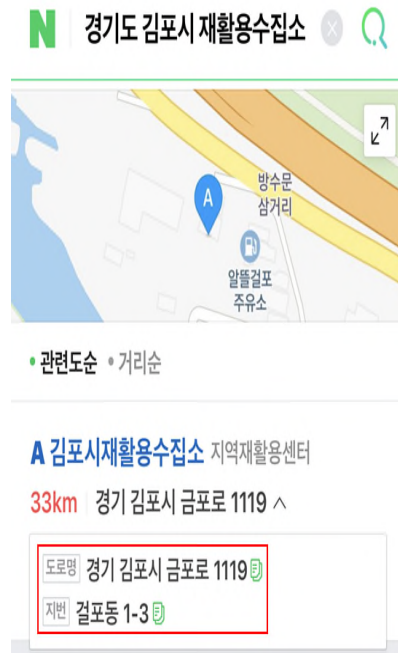 N 경기도 김포시 재활용수집소
방수문
삼거리
A
알뜰걸포
주유소
관련도순 거리순
A 김포시재활용수집소 지역재활용센터
33km 경기 김포시 금포로 1119
도로명 경기 김포시 금포로 1119
지번 걸포동 1-3